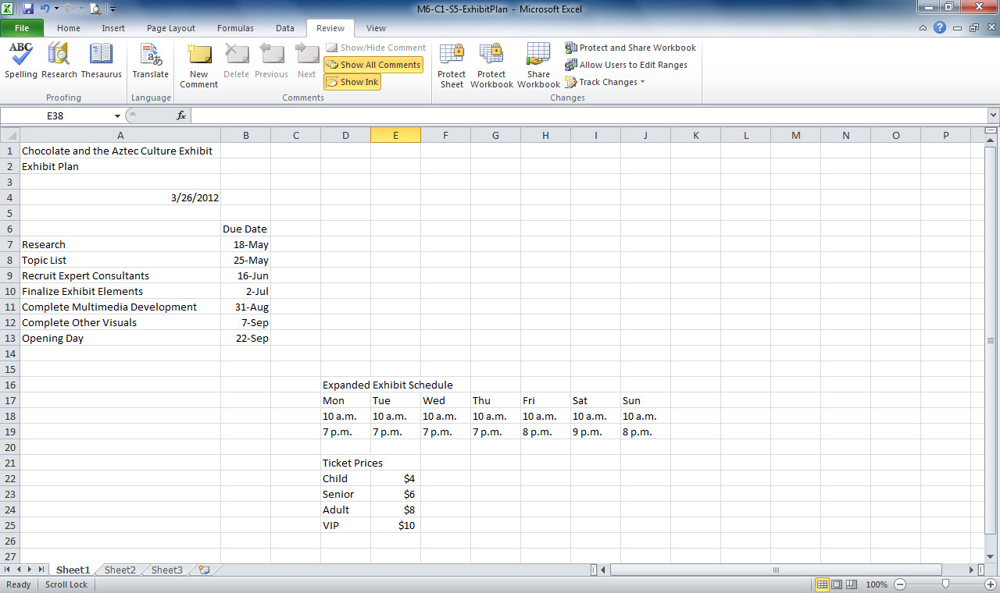 M6-C1-S5-ExhibitPlan - Microsoft Excel
File Home Insert Page Layout Formulas Data Review View
ABC
Spelling Research Thesaurus Translate New Comment Delete Previous Next
Show/Hide Comment
Show All Comments
Show Ink
Protect Sheet Protect Workbook Share Workbook
Protect and Share Workbook
Allow Users to Edit Ranges
Track Changes
Proofing Language Comments Changes
E38 fx
A B C D E F G H I J K L M N O P
1 Chocolate and the Aztec Culture Exhibit
2 Exhibit Plan
3
4 3/26/2012
5
6 Due Date
7 Research 18-May
8 Topic List 25-May
9 Recruit Expert Consultants 16-Jun
10 Finalize Exhibit Elements 2-Jul
11 Complete Multimedia Development 31-Aug
12 Complete Other Visuals 7-Sep
13 Opening Day 22-Sep
14
15
16 Expanded Exhibit Schedule
17 Mon Tue Wed Thu Fri Sat Sun
18 10 a.m. 10 a.m. 10 a.m. 10 a.m. 10 a.m. 10 a.m. 10 a.m.
19 7 p.m. 7 p.m. 7 p.m. 7 p.m. 8 p.m. 9 p.m. 8 p.m.
20
21 Ticket Prices
22 Child $4
23 Senior $6
24 Adult $8
25 VIP $10
26
27
Sheet1 Sheet2 Sheet3
Ready Scroll Lock 100%